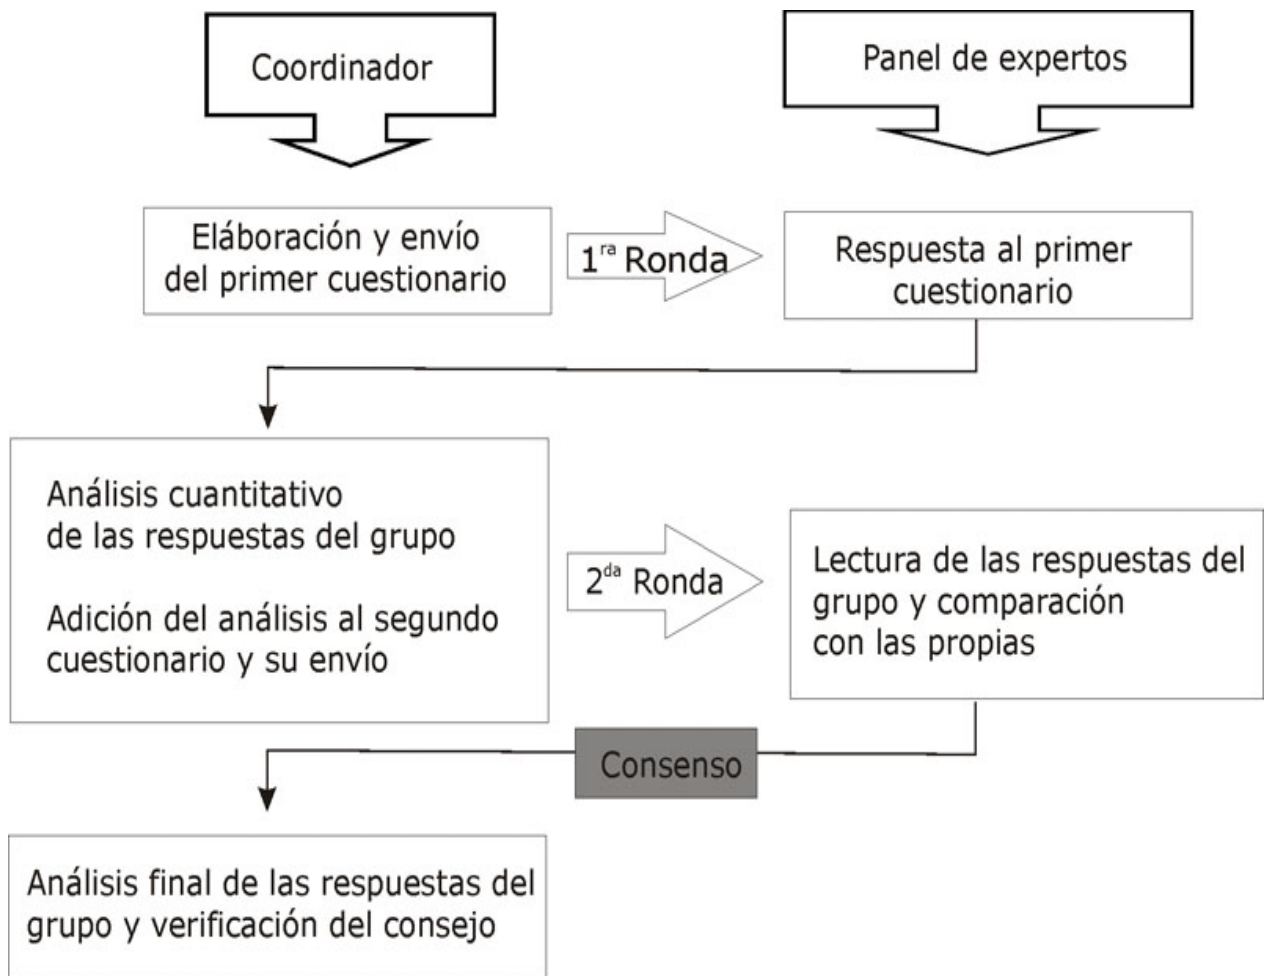 Coordinador
Panel de expertos
Eláboración y envío
del primer cuestionario
1ra Ronda
Respuesta al primer
cuestionario
Análisis cuantitativo
de las respuestas del grupo
Adición del análisis al segundo
cuestionario y su envío
2da Ronda
Lectura de las respuestas del
grupo y comparación
con las propias
Consenso
Análisis final de las respuestas del
grupo y verificación del consejo